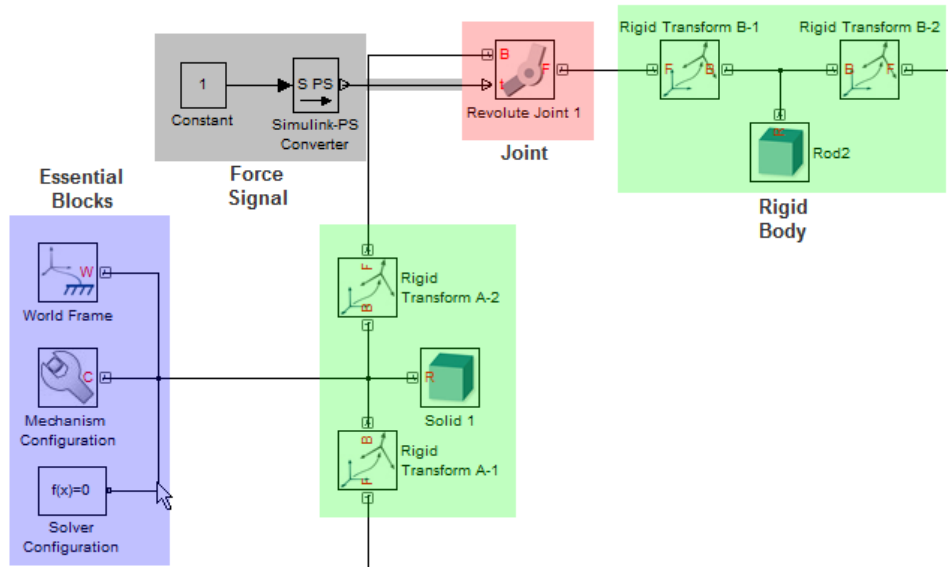 Rigid Transform B-1
Rigid Transform B-2
B
t
F
F
B
B
F
1
S PS
Constant
Simulink-PS
Converter
Revolute Joint 1
Joint
R
Rod2
Force
Signal
Rigid
Body
Essential
Blocks
W
World Frame
F
B
Rigid
Transform A-2
C
Mechanism
Configuration
R
Solid 1
B
F
Rigid
Transform A-1
f(x)=0
Solver
Configuration